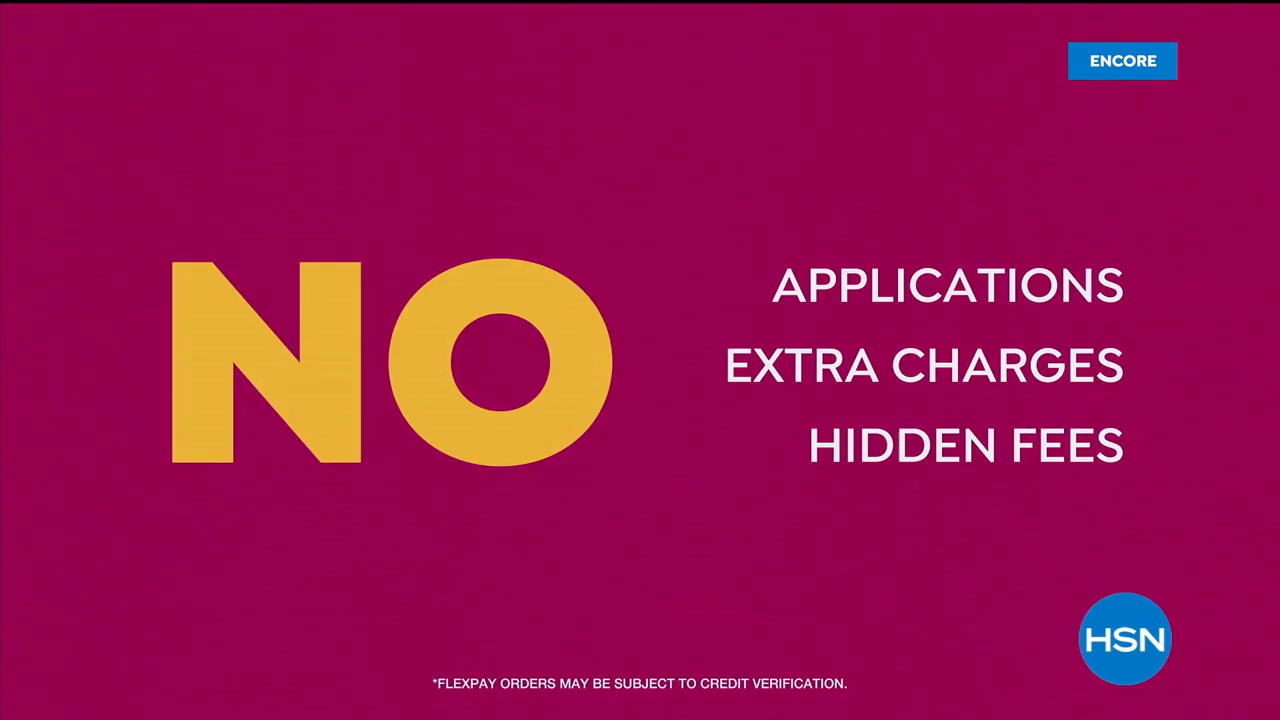 ENCORE
NO
APPLICATIONS
EXTRA CHARGES
HIDDEN FEES
HSN
*FLEXPAY ORDERS MAY BE SUBJECT TO CREDIT VERIFICATION.